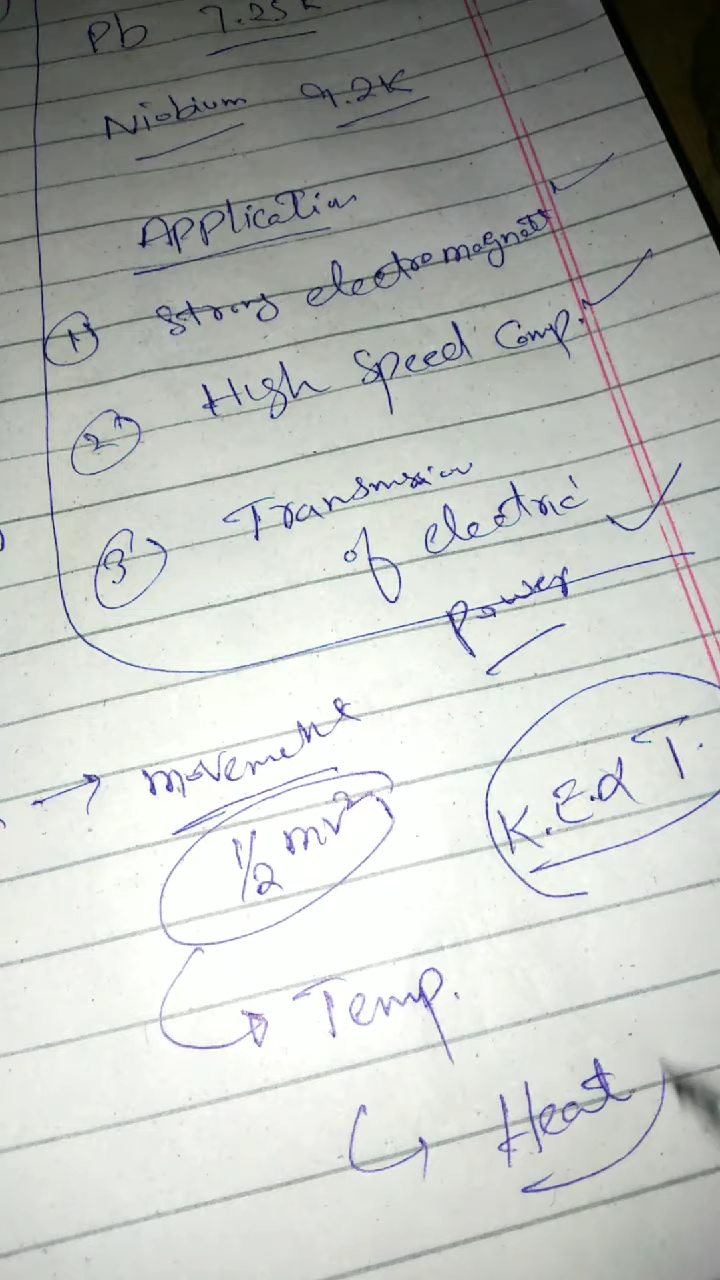 Pb 7.25K
Niobium 9.2K
Application
1) Strong electromagnets
2) High Speed Comp.
3) Transmission
of electric
power
→ movement
1/2 mv²
K.E. α T.
↳ Temp.
↳ Heat